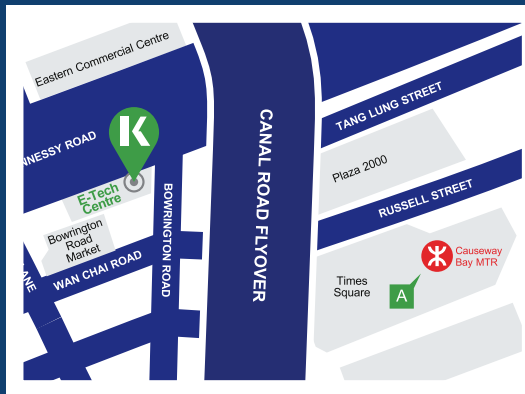 Eastern Commercial Centre
CANAL ROAD FLYOVER
TANG LUNG STREET
NNESSY ROAD
K
Plaza 2000
E-Tech
Centre
BOWRINGTON ROAD
RUSSELL STREET
Bowrington
Road
Market
WAN CHAI ROAD
LANE
Causeway
Bay MTR
Times
Square
A